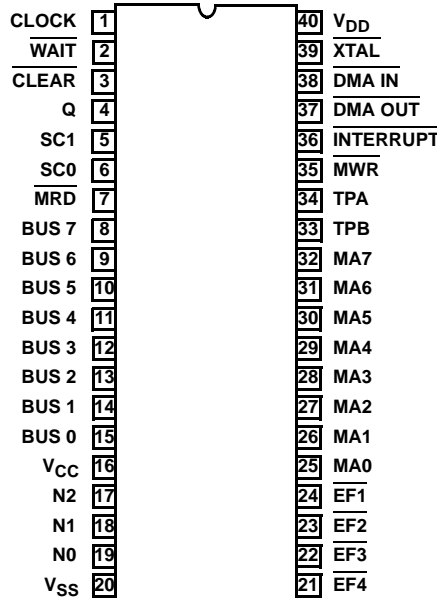 CLOCK 1 40 VDD
WAIT 2 39 XTAL
CLEAR 3 38 DMA IN
Q 4 37 DMA OUT
SC1 5 36 INTERRUPT
SC0 6 35 MWR
MRD 7 34 TPA
BUS 7 8 33 TPB
BUS 6 9 32 MA7
BUS 5 10 31 MA6
BUS 4 11 30 MA5
BUS 3 12 29 MA4
BUS 2 13 28 MA3
BUS 1 14 27 MA2
BUS 0 15 26 MA1
VCC 16 25 MA0
N2 17 24 EF1
N1 18 23 EF2
N0 19 22 EF3
VSS 20 21 EF4